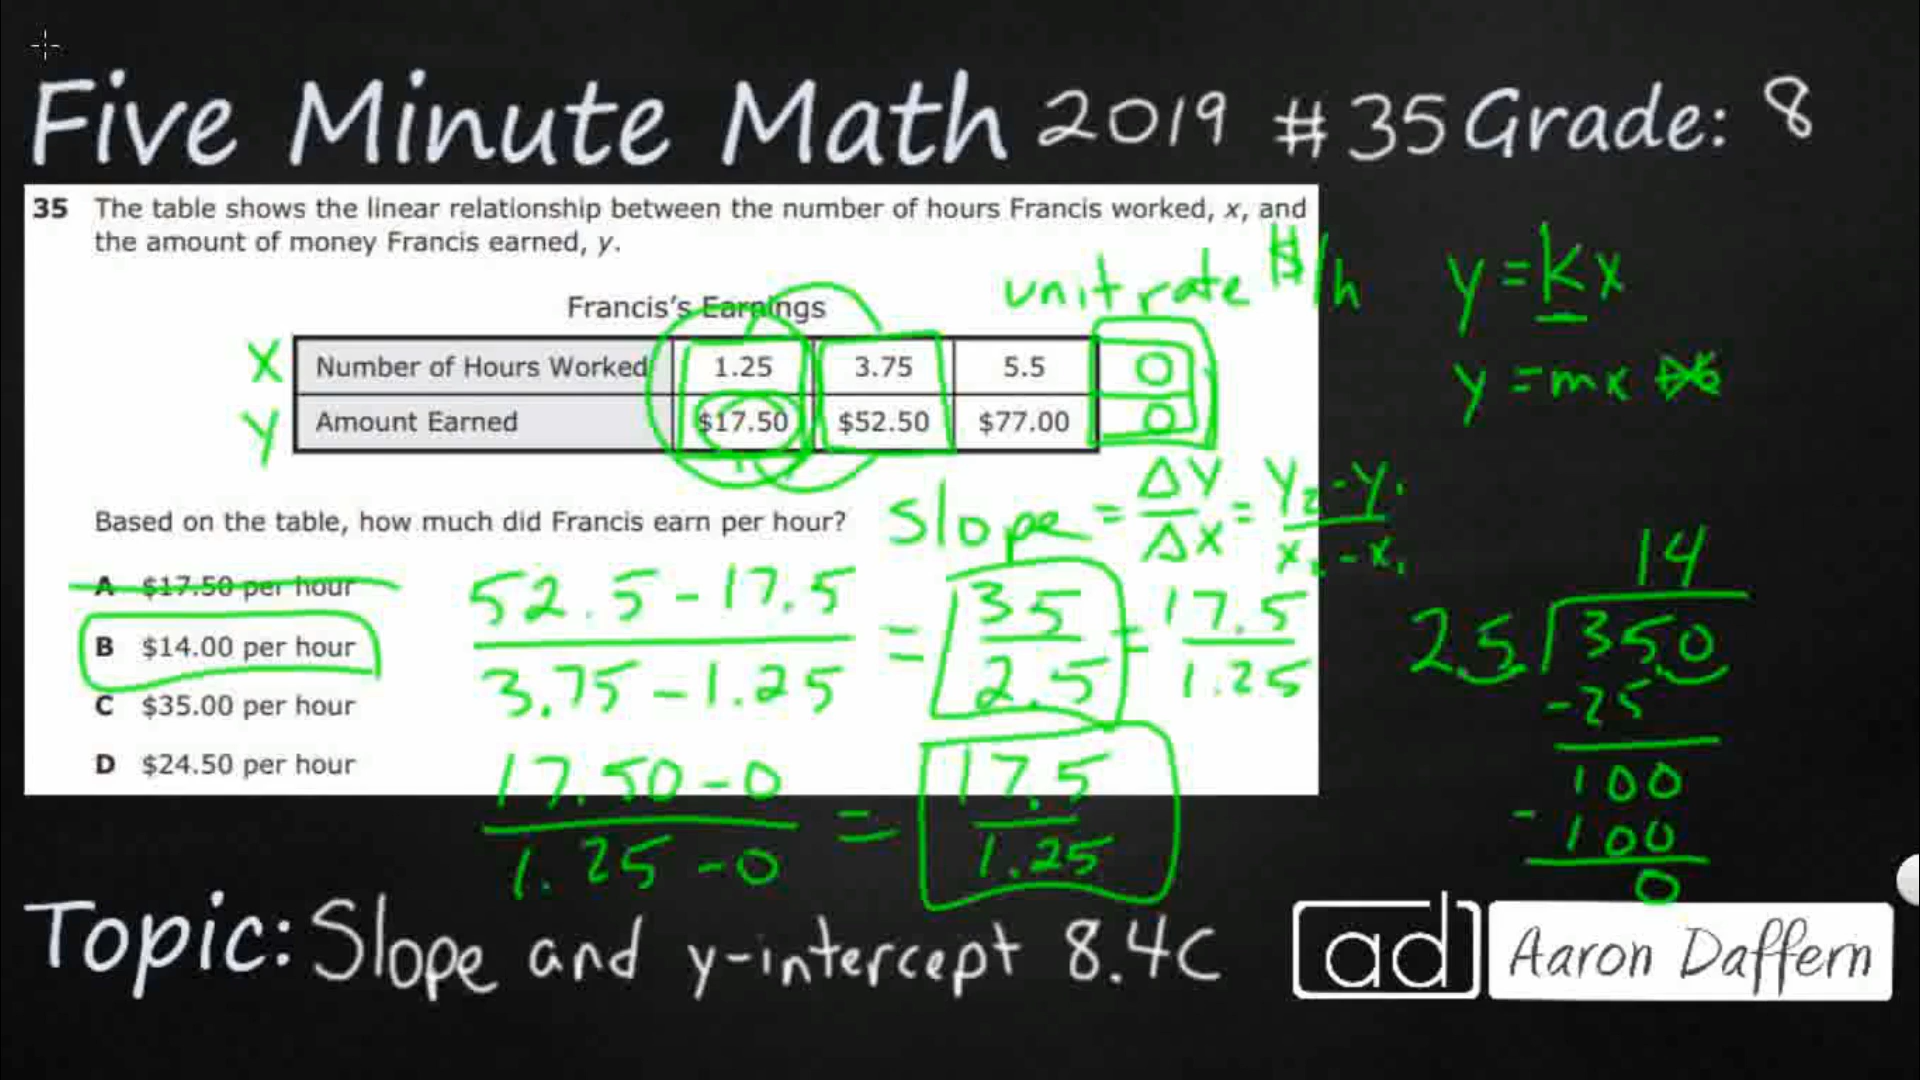 Five Minute Math 2019 #35 Grade: 8
35 The table shows the linear relationship between the number of hours Francis worked, x, and
the amount of money Francis earned, y.
unit rate $/h
y = kx
Francis's Earnings
X Number of Hours Worked 1.25 3.75 5.5 0
y = mx
Y Amount Earned $17.50 $52.50 $77.00 0
Based on the table, how much did Francis earn per hour?
slope = ΔY/ΔX = Y2-Y1/X2-X1
A $17.50 per hour
B $14.00 per hour
C $35.00 per hour
D $24.50 per hour
52.5 - 17.5 / 3.75 - 1.25 = 35/2.5 = 17.5/1.25
17.50 - 0 / 1.25 - 0 = 17.5/1.25
14
2.5 350
-25
100
-100
0
Topic: Slope and y-intercept 8.4C
ad Aaron Daffern